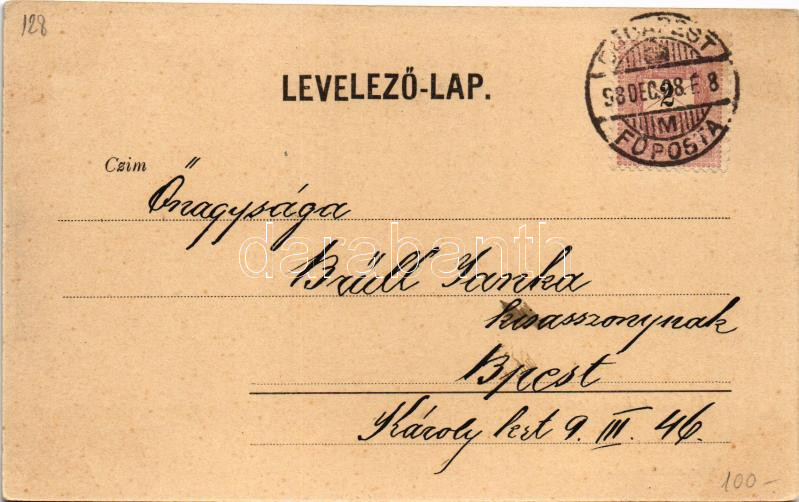 128
BUDAPEST
98 DEC. 28. É 8
M
FŐPOSTA
2
LEVELEZŐ-LAP.
Czim
Őnagysága
darabanth
Brüll Janka
kisasszonynak
Bpest
Károly krt 9. III. 46.
100-